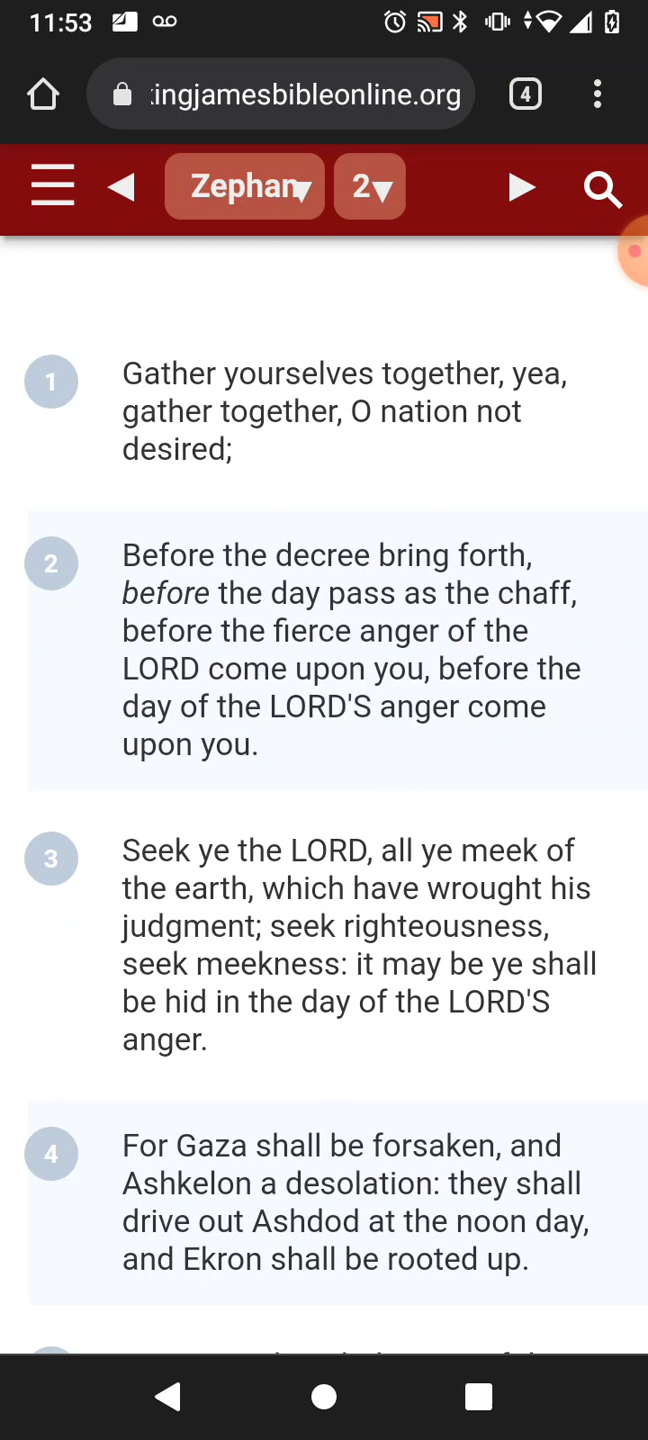 11:53
ingjamesbibleonline.org
4
Zephan
2
1
Gather yourselves together, yea,
gather together, O nation not
desired;
2
Before the decree bring forth,
before the day pass as the chaff,
before the fierce anger of the
LORD come upon you, before the
day of the LORD'S anger come
upon you.
3
Seek ye the LORD, all ye meek of
the earth, which have wrought his
judgment; seek righteousness,
seek meekness: it may be ye shall
be hid in the day of the LORD'S
anger.
4
For Gaza shall be forsaken, and
Ashkelon a desolation: they shall
drive out Ashdod at the noon day,
and Ekron shall be rooted up.